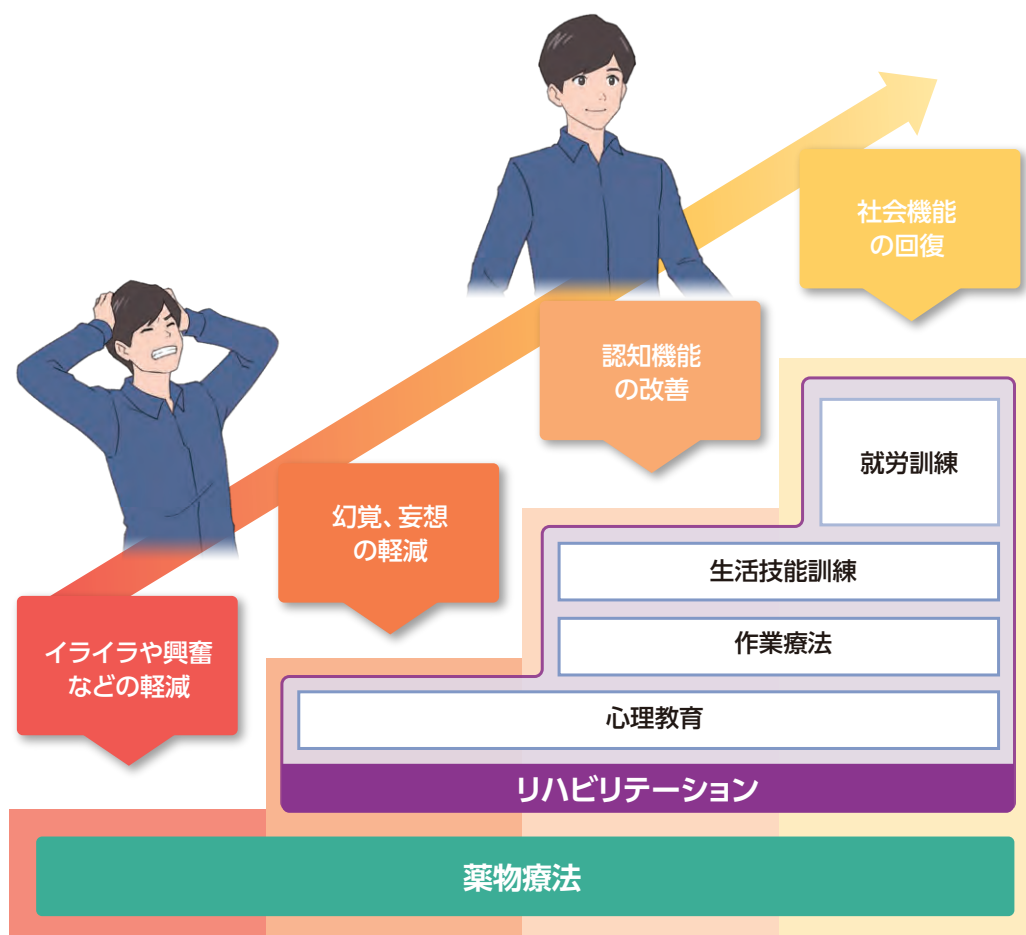 社会機能
の回復
認知機能
の改善
幻覚、妄想
の軽減
イライラや興奮
などの軽減
就労訓練
生活技能訓練
作業療法
心理教育
リハビリテーション
薬物療法